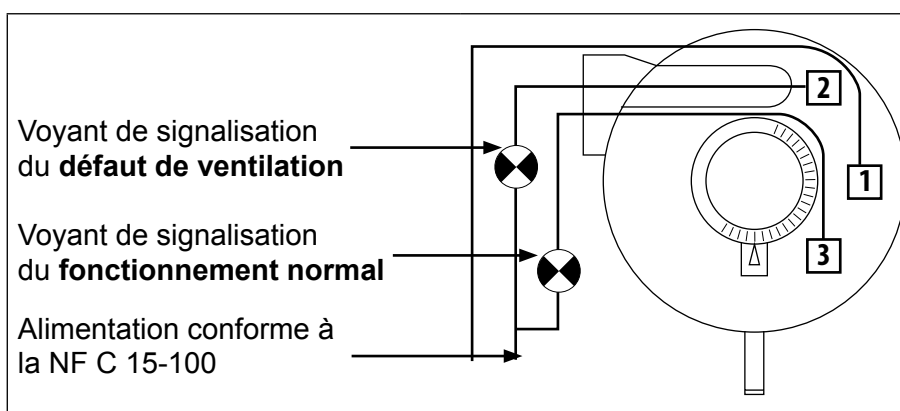 Voyant de signalisation
du défaut de ventilation
Voyant de signalisation
du fonctionnement normal
Alimentation conforme à
la NF C 15-100
2
1
3